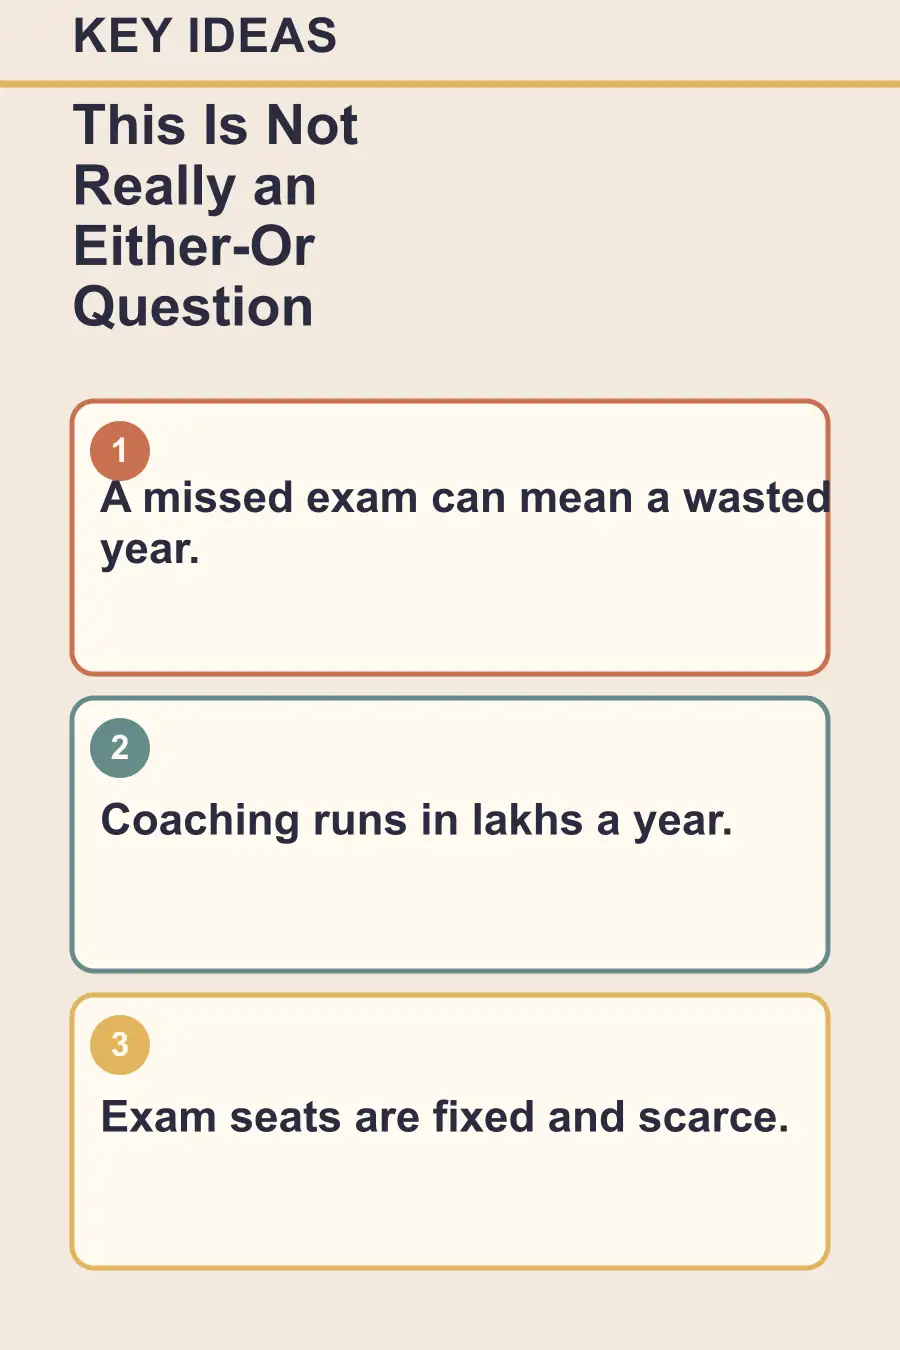 KEY IDEAS
This Is Not
Really an
Either-Or
Question
1
A missed exam can mean a wasted
year.
2
Coaching runs in lakhs a year.
3
Exam seats are fixed and scarce.